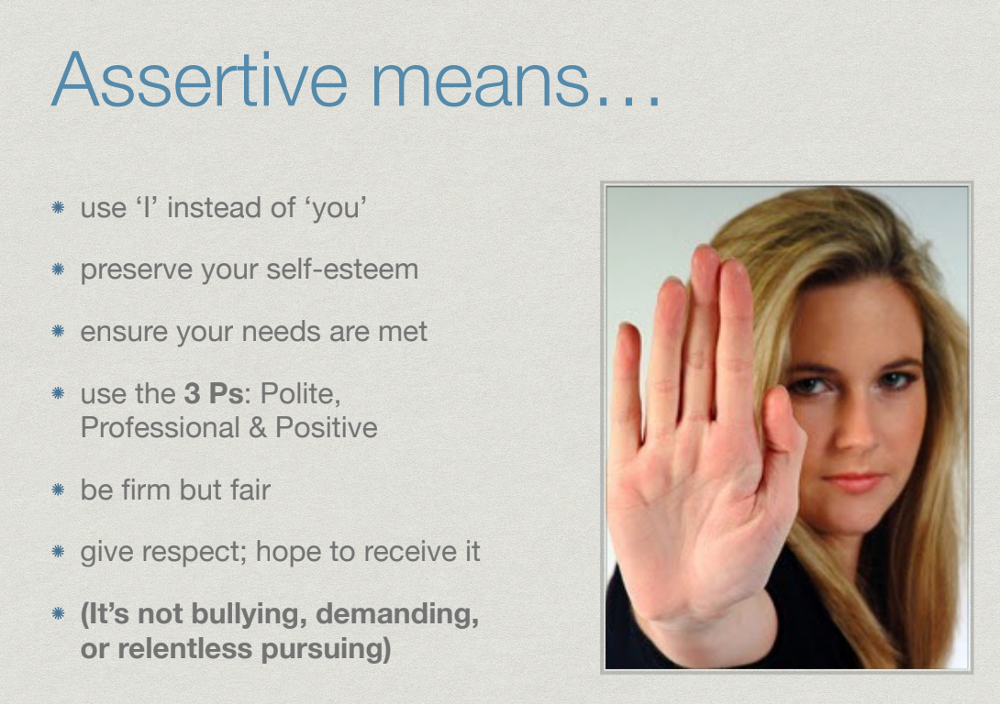 Assertive means…
use ‘I’ instead of ‘you’
preserve your self-esteem
ensure your needs are met
use the 3 Ps: Polite,
Professional & Positive
be firm but fair
give respect; hope to receive it
(It’s not bullying, demanding,
or relentless pursuing)